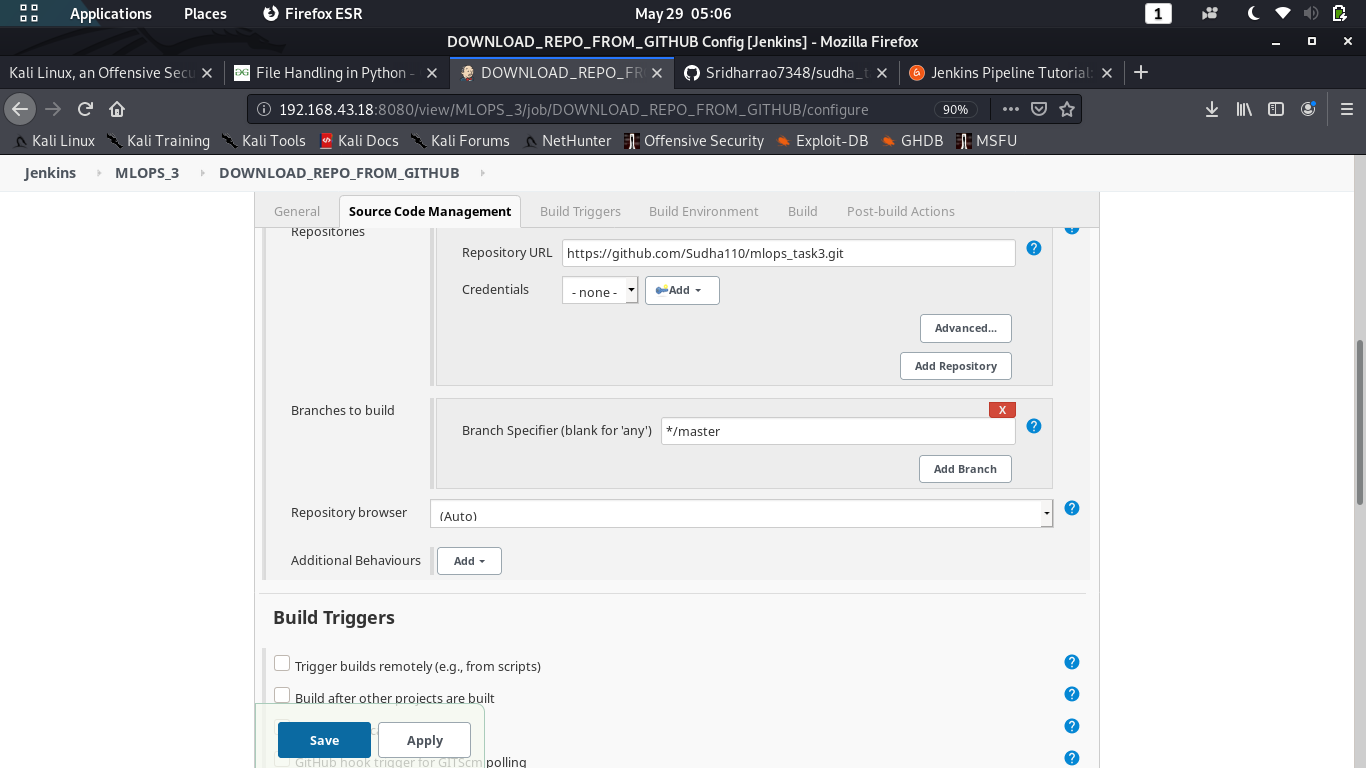 Applications Places Firefox ESR May 29 05:06 1
DOWNLOAD_REPO_FROM_GITHUB Config [Jenkins] - Mozilla Firefox
Kali Linux, an Offensive Secu File Handling in Python - DOWNLOAD_REPO_FR Sridharrao7348/sudha_t Jenkins Pipeline Tutorial:
192.168.43.18:8080/view/MLOPS_3/job/DOWNLOAD_REPO_FROM_GITHUB/configure 90%
Kali Linux Kali Training Kali Tools Kali Docs Kali Forums NetHunter Offensive Security Exploit-DB GHDB MSFU
Jenkins MLOPS_3 DOWNLOAD_REPO_FROM_GITHUB
General Source Code Management Build Triggers Build Environment Build Post-build Actions
Repositories
Repository URL https://github.com/Sudha110/mlops_task3.git
Credentials - none - Add
Advanced...
Add Repository
Branches to build
X
Branch Specifier (blank for 'any') */master
Add Branch
Repository browser (Auto)
Additional Behaviours Add
Build Triggers
Trigger builds remotely (e.g., from scripts)
Build after other projects are built
Save Apply
GitHub hook trigger for GITScm polling